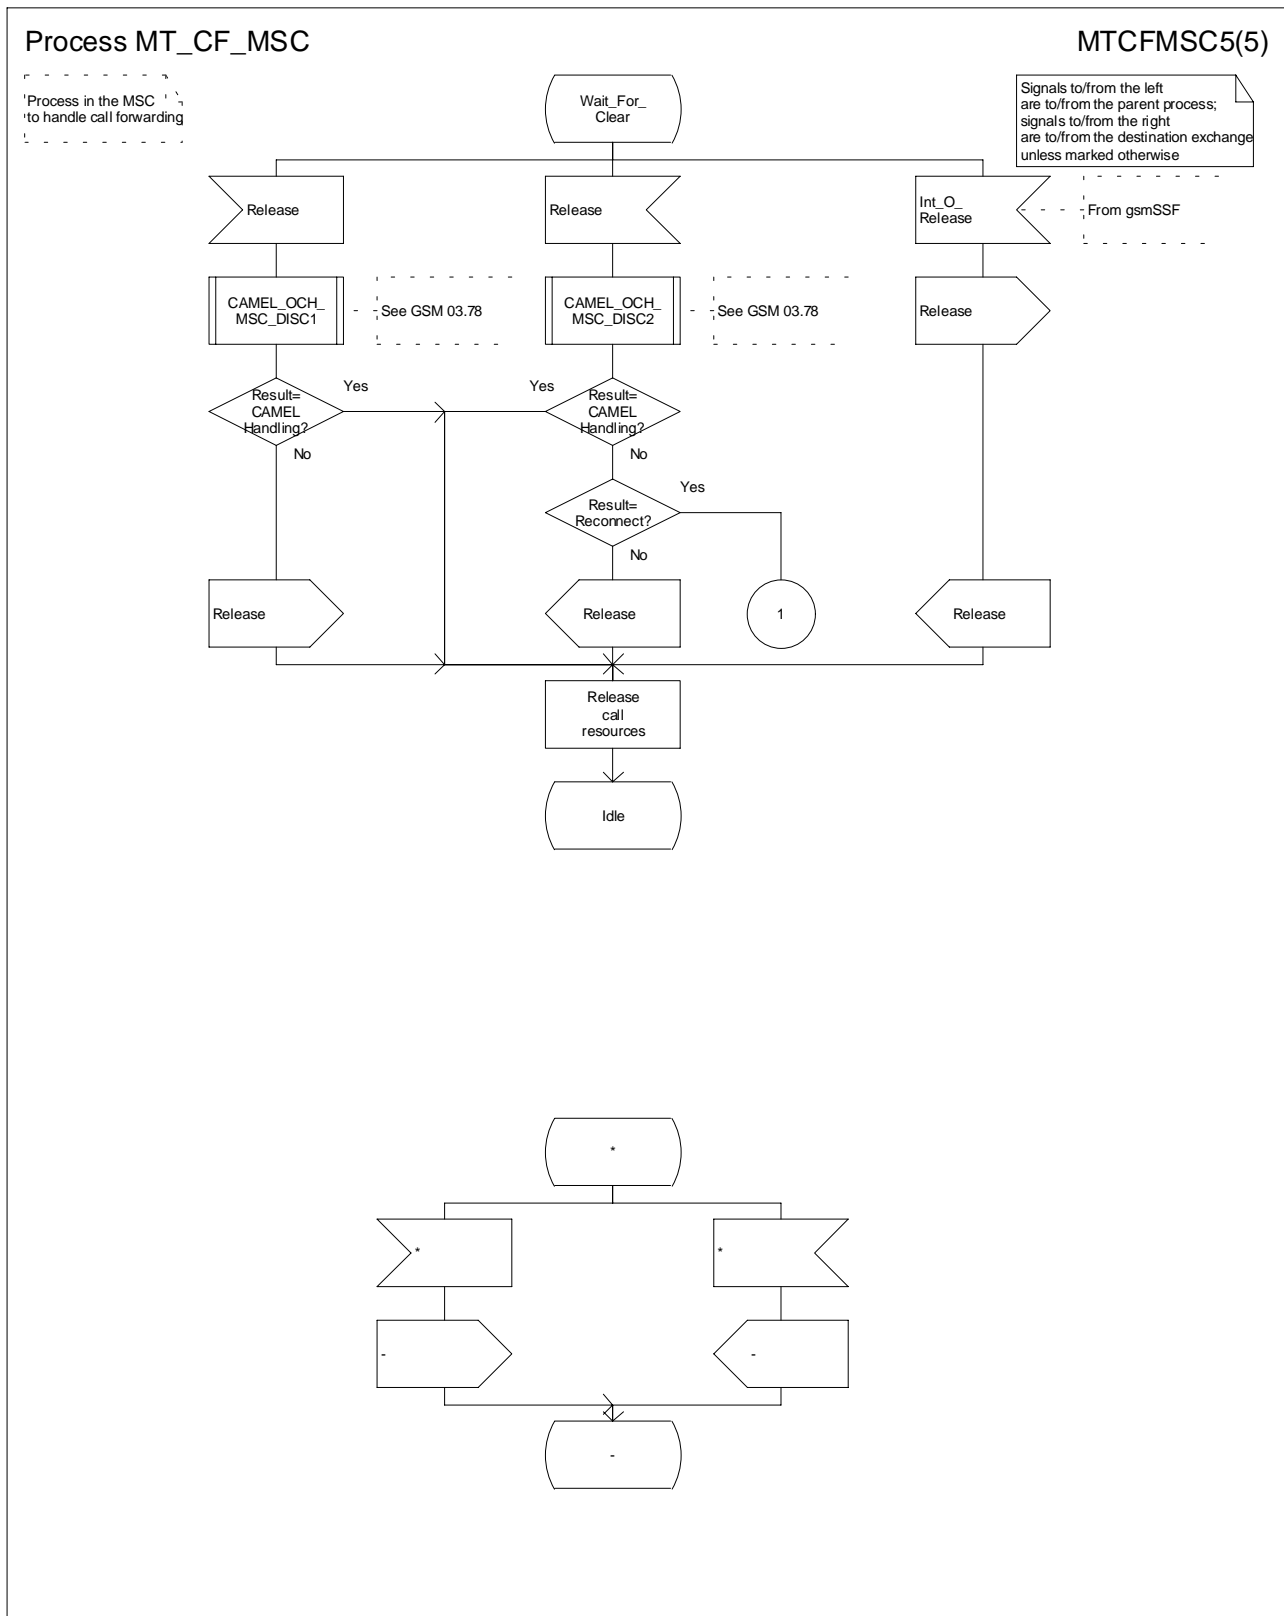 Process MT_CF_MSC
MTCFMSC5(5)
Process in the MSC
to handle call forwarding
Signals to/from the left
are to/from the parent process;
signals to/from the right
are to/from the destination exchange
unless marked otherwise
Wait_For_
Clear
Release
Release
Int_O_
Release
From gsmSSF
CAMEL_OCH_
MSC_DISC1
See GSM 03.78
CAMEL_OCH_
MSC_DISC2
See GSM 03.78
Release
Result=
CAMEL
Handling?
Yes
No
Yes
Result=
CAMEL
Handling?
No
Result=
Reconnect?
Yes
No
Release
Release
1
Release
Release
call
resources
Idle
*
*
*
-
-
-